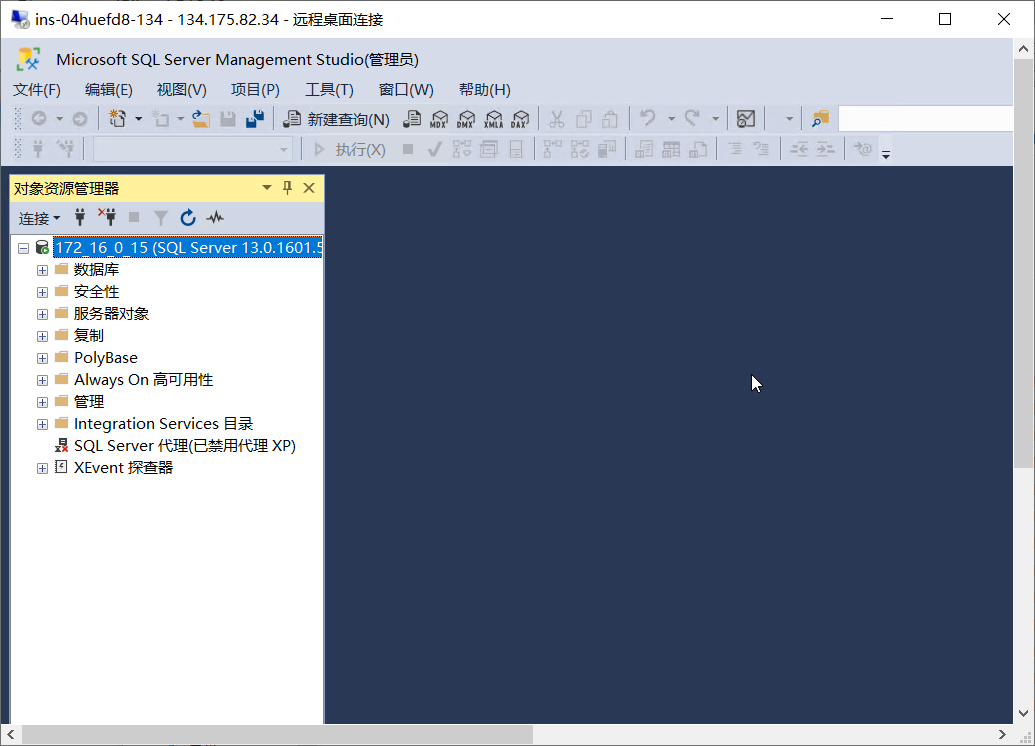 ins-04huefd8-134 - 134.175.82.34 - 远程桌面连接
Microsoft SQL Server Management Studio(管理员)
文件(F) 编辑(E) 视图(V) 项目(P) 工具(T) 窗口(W) 帮助(H)
新建查询(N) MDX DMX XMLA DAX
执行(X)
对象资源管理器
连接
172_16_0_15 (SQL Server 13.0.1601.5
数据库
安全性
服务器对象
复制
PolyBase
Always On 高可用性
管理
Integration Services 目录
SQL Server 代理(已禁用代理 XP)
XEvent 探查器